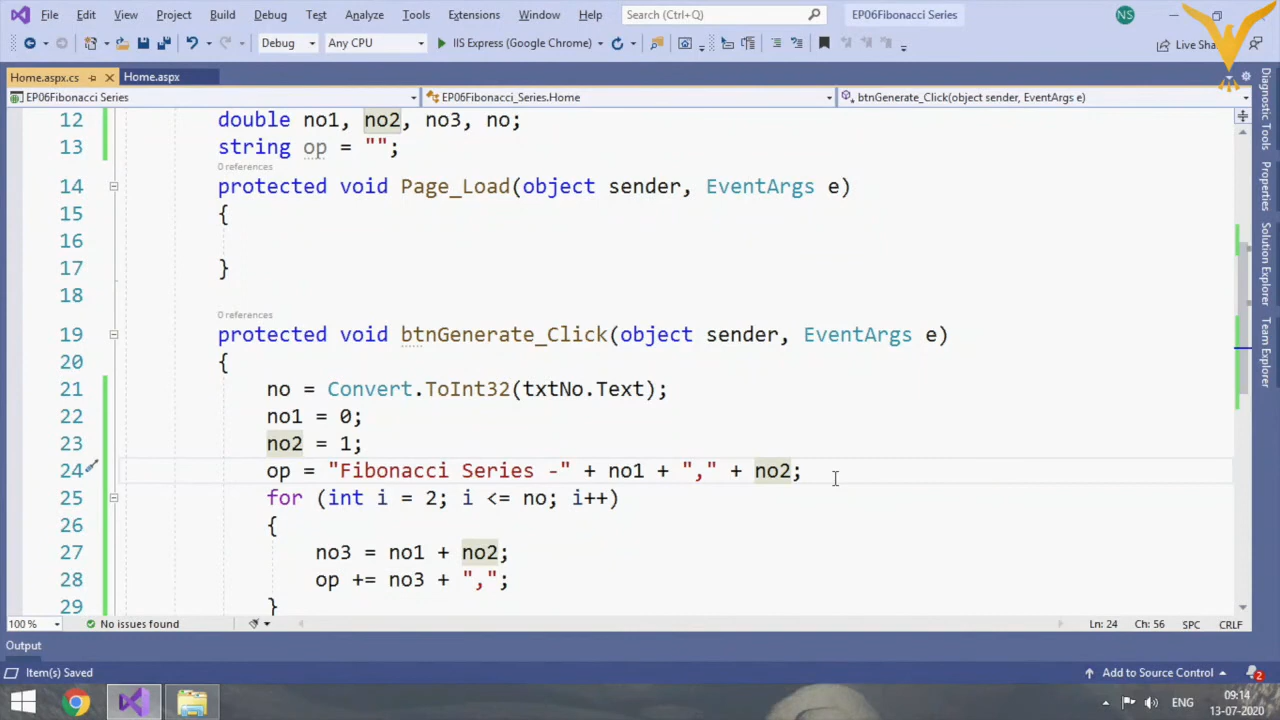 File Edit View Project Build Debug Test Analyze Tools Extensions Window Help Search (Ctrl+Q) EP06Fibonacci Series NS
Debug Any CPU IIS Express (Google Chrome) Live Sha
Home.aspx.cs Home.aspx
EP06Fibonacci Series EP06Fibonacci_Series.Home btnGenerate_Click(object sender, EventArgs e)
12 double no1, no2, no3, no;
13 string op = "";
0 references
14 protected void Page_Load(object sender, EventArgs e)
15 {
16
17 }
18
0 references
19 protected void btnGenerate_Click(object sender, EventArgs e)
20 {
21 no = Convert.ToInt32(txtNo.Text);
22 no1 = 0;
23 no2 = 1;
24 op = "Fibonacci Series -" + no1 + "," + no2;
25 for (int i = 2; i <= no; i++)
26 {
27 no3 = no1 + no2;
28 op += no3 + ",";
29 }
100 % No issues found Ln: 24 Ch: 56 SPC CRLF
Output
Item(s) Saved Add to Source Control 2
ENG 09:14
13-07-2020
Diagnostic Tools
Properties
Solution Explorer
Team Explorer